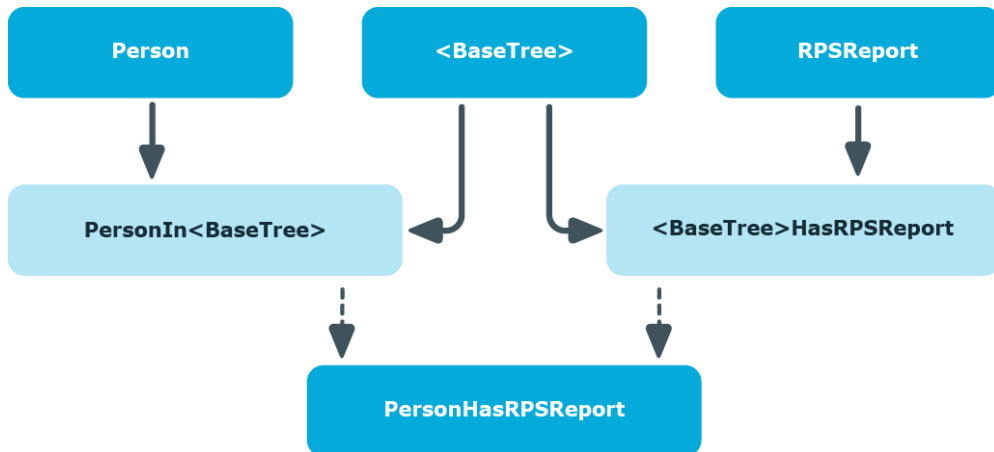 Person
<BaseTree>
RPSReport
PersonIn<BaseTree>
<BaseTree>HasRPSReport
PersonHasRPSReport